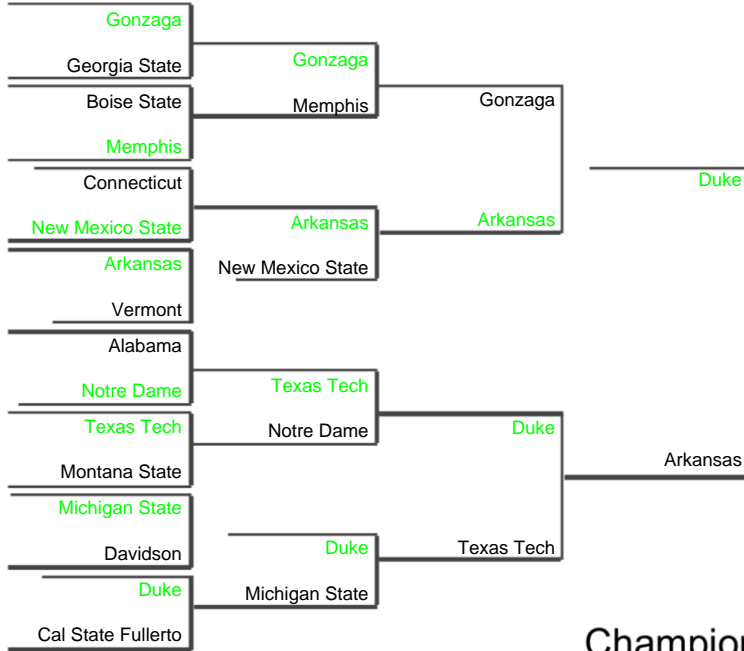 Gonzaga
Georgia State
Boise State
Memphis
Connecticut
New Mexico State
Arkansas
Vermont
Alabama
Notre Dame
Texas Tech
Montana State
Michigan State
Davidson
Duke
Cal State Fullerto
Gonzaga
Memphis
Arkansas
New Mexico State
Texas Tech
Notre Dame
Duke
Michigan State
Gonzaga
Arkansas
Duke
Texas Tech
Duke
Arkansas
Champion